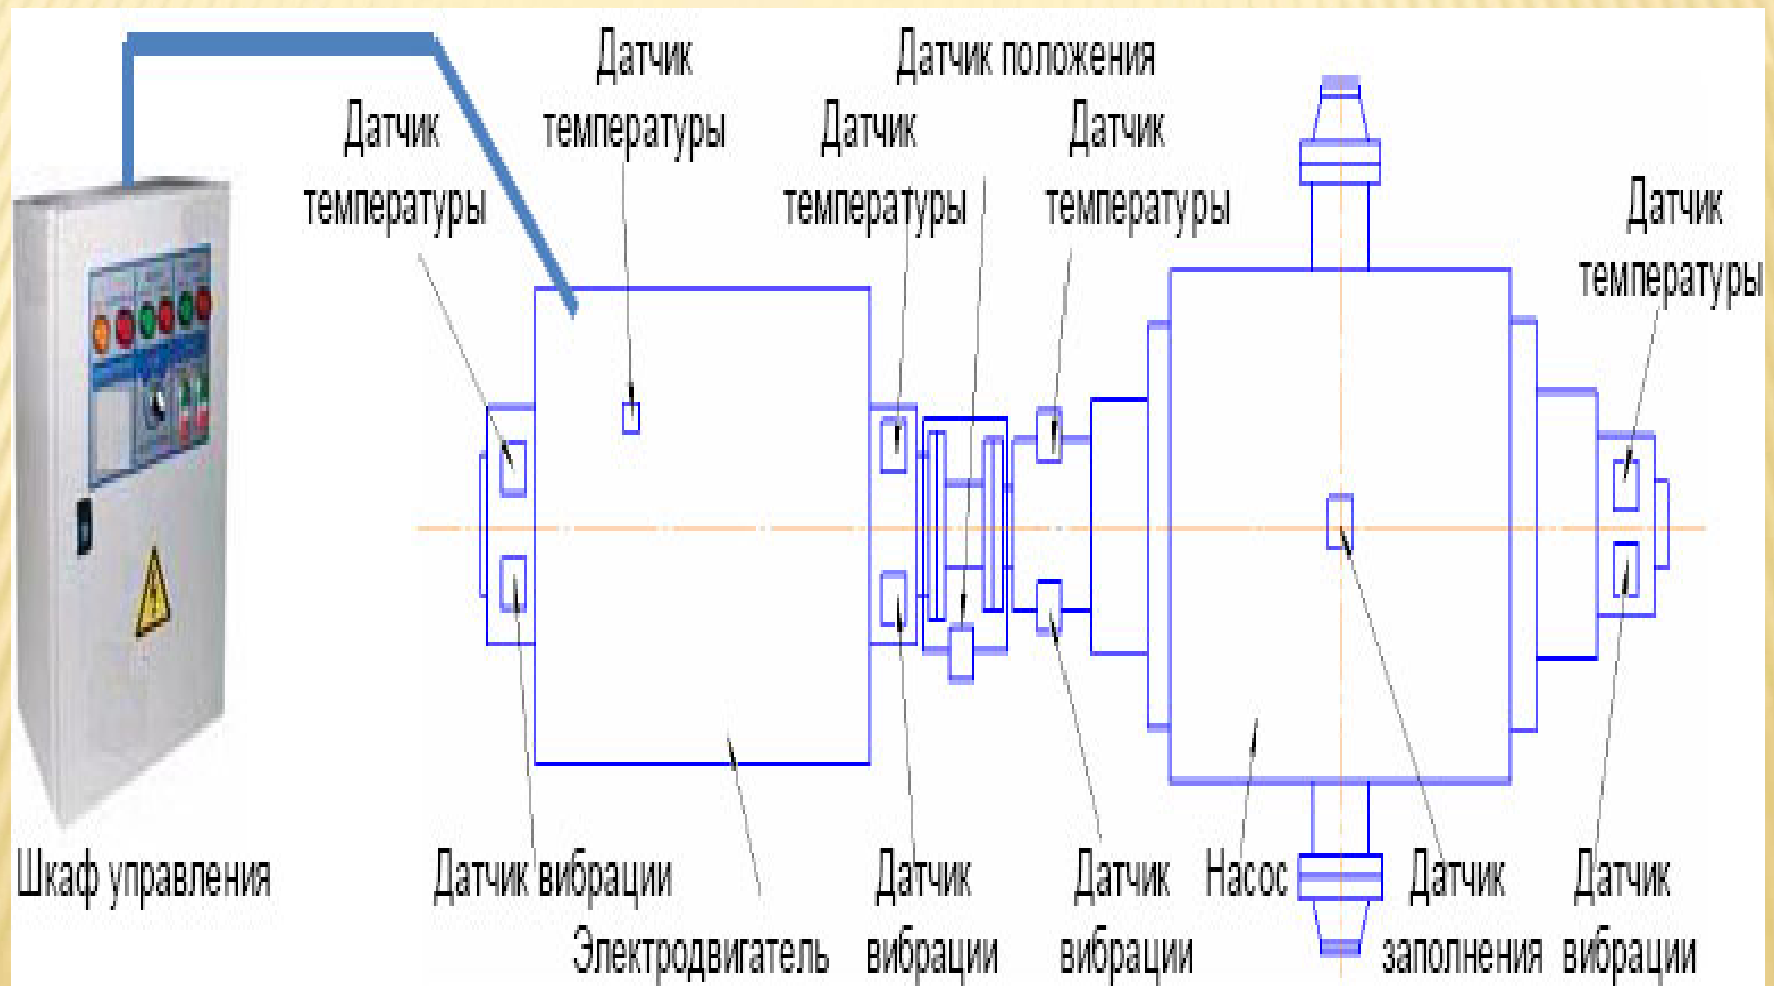 Датчик
температуры
Датчик
температуры
Датчик
температуры
Датчик положения
Датчик
температуры
Датчик
температуры
Шкаф управления
Датчик вибрации
Электродвигатель
Датчик
вибрации
Датчик
вибрации
Насос
Датчик
заполнения
Датчик
вибрации